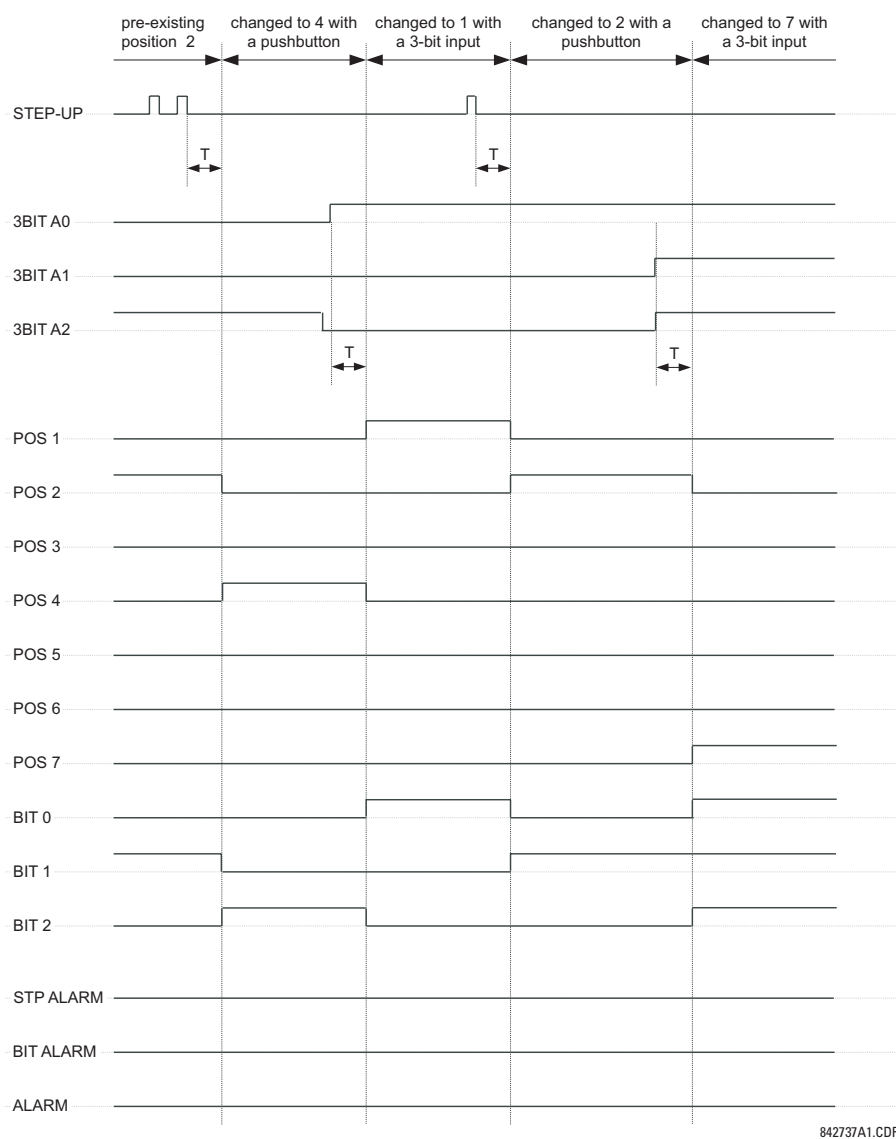 pre-existing
position 2
changed to 4 with
a pushbutton
changed to 1 with
a 3-bit input
changed to 2 with a
pushbutton
changed to 7 with
a 3-bit input
STEP-UP
T
T
3BIT A0
3BIT A1
3BIT A2
T
T
POS 1
POS 2
POS 3
POS 4
POS 5
POS 6
POS 7
BIT 0
BIT 1
BIT 2
STP ALARM
BIT ALARM
ALARM
842737A1.CDR